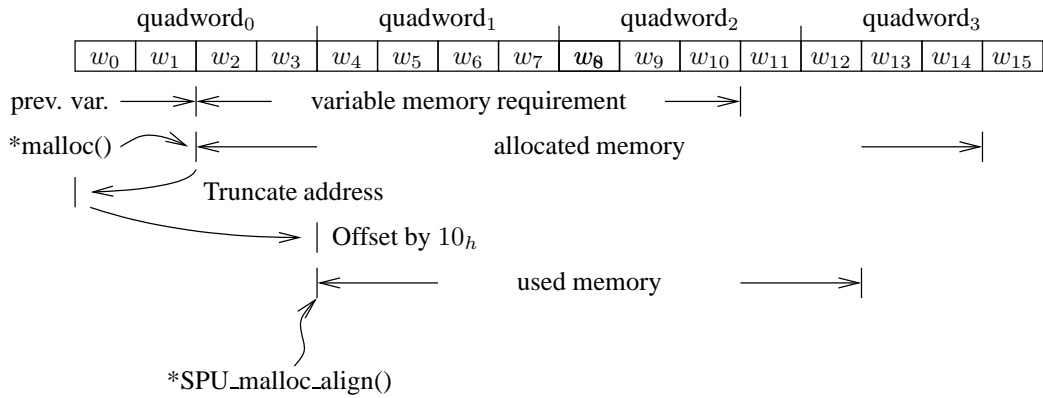 quadword₀ quadword₁ quadword₂ quadword₃
w₀ w₁ w₂ w₃ w₄ w₅ w₆ w₇ w₈ w₉ w₁₀ w₁₁ w₁₂ w₁₃ w₁₄ w₁₅
prev. var. variable memory requirement
*malloc() allocated memory
Truncate address
Offset by 10ₕ
used memory
*SPU_malloc_align()